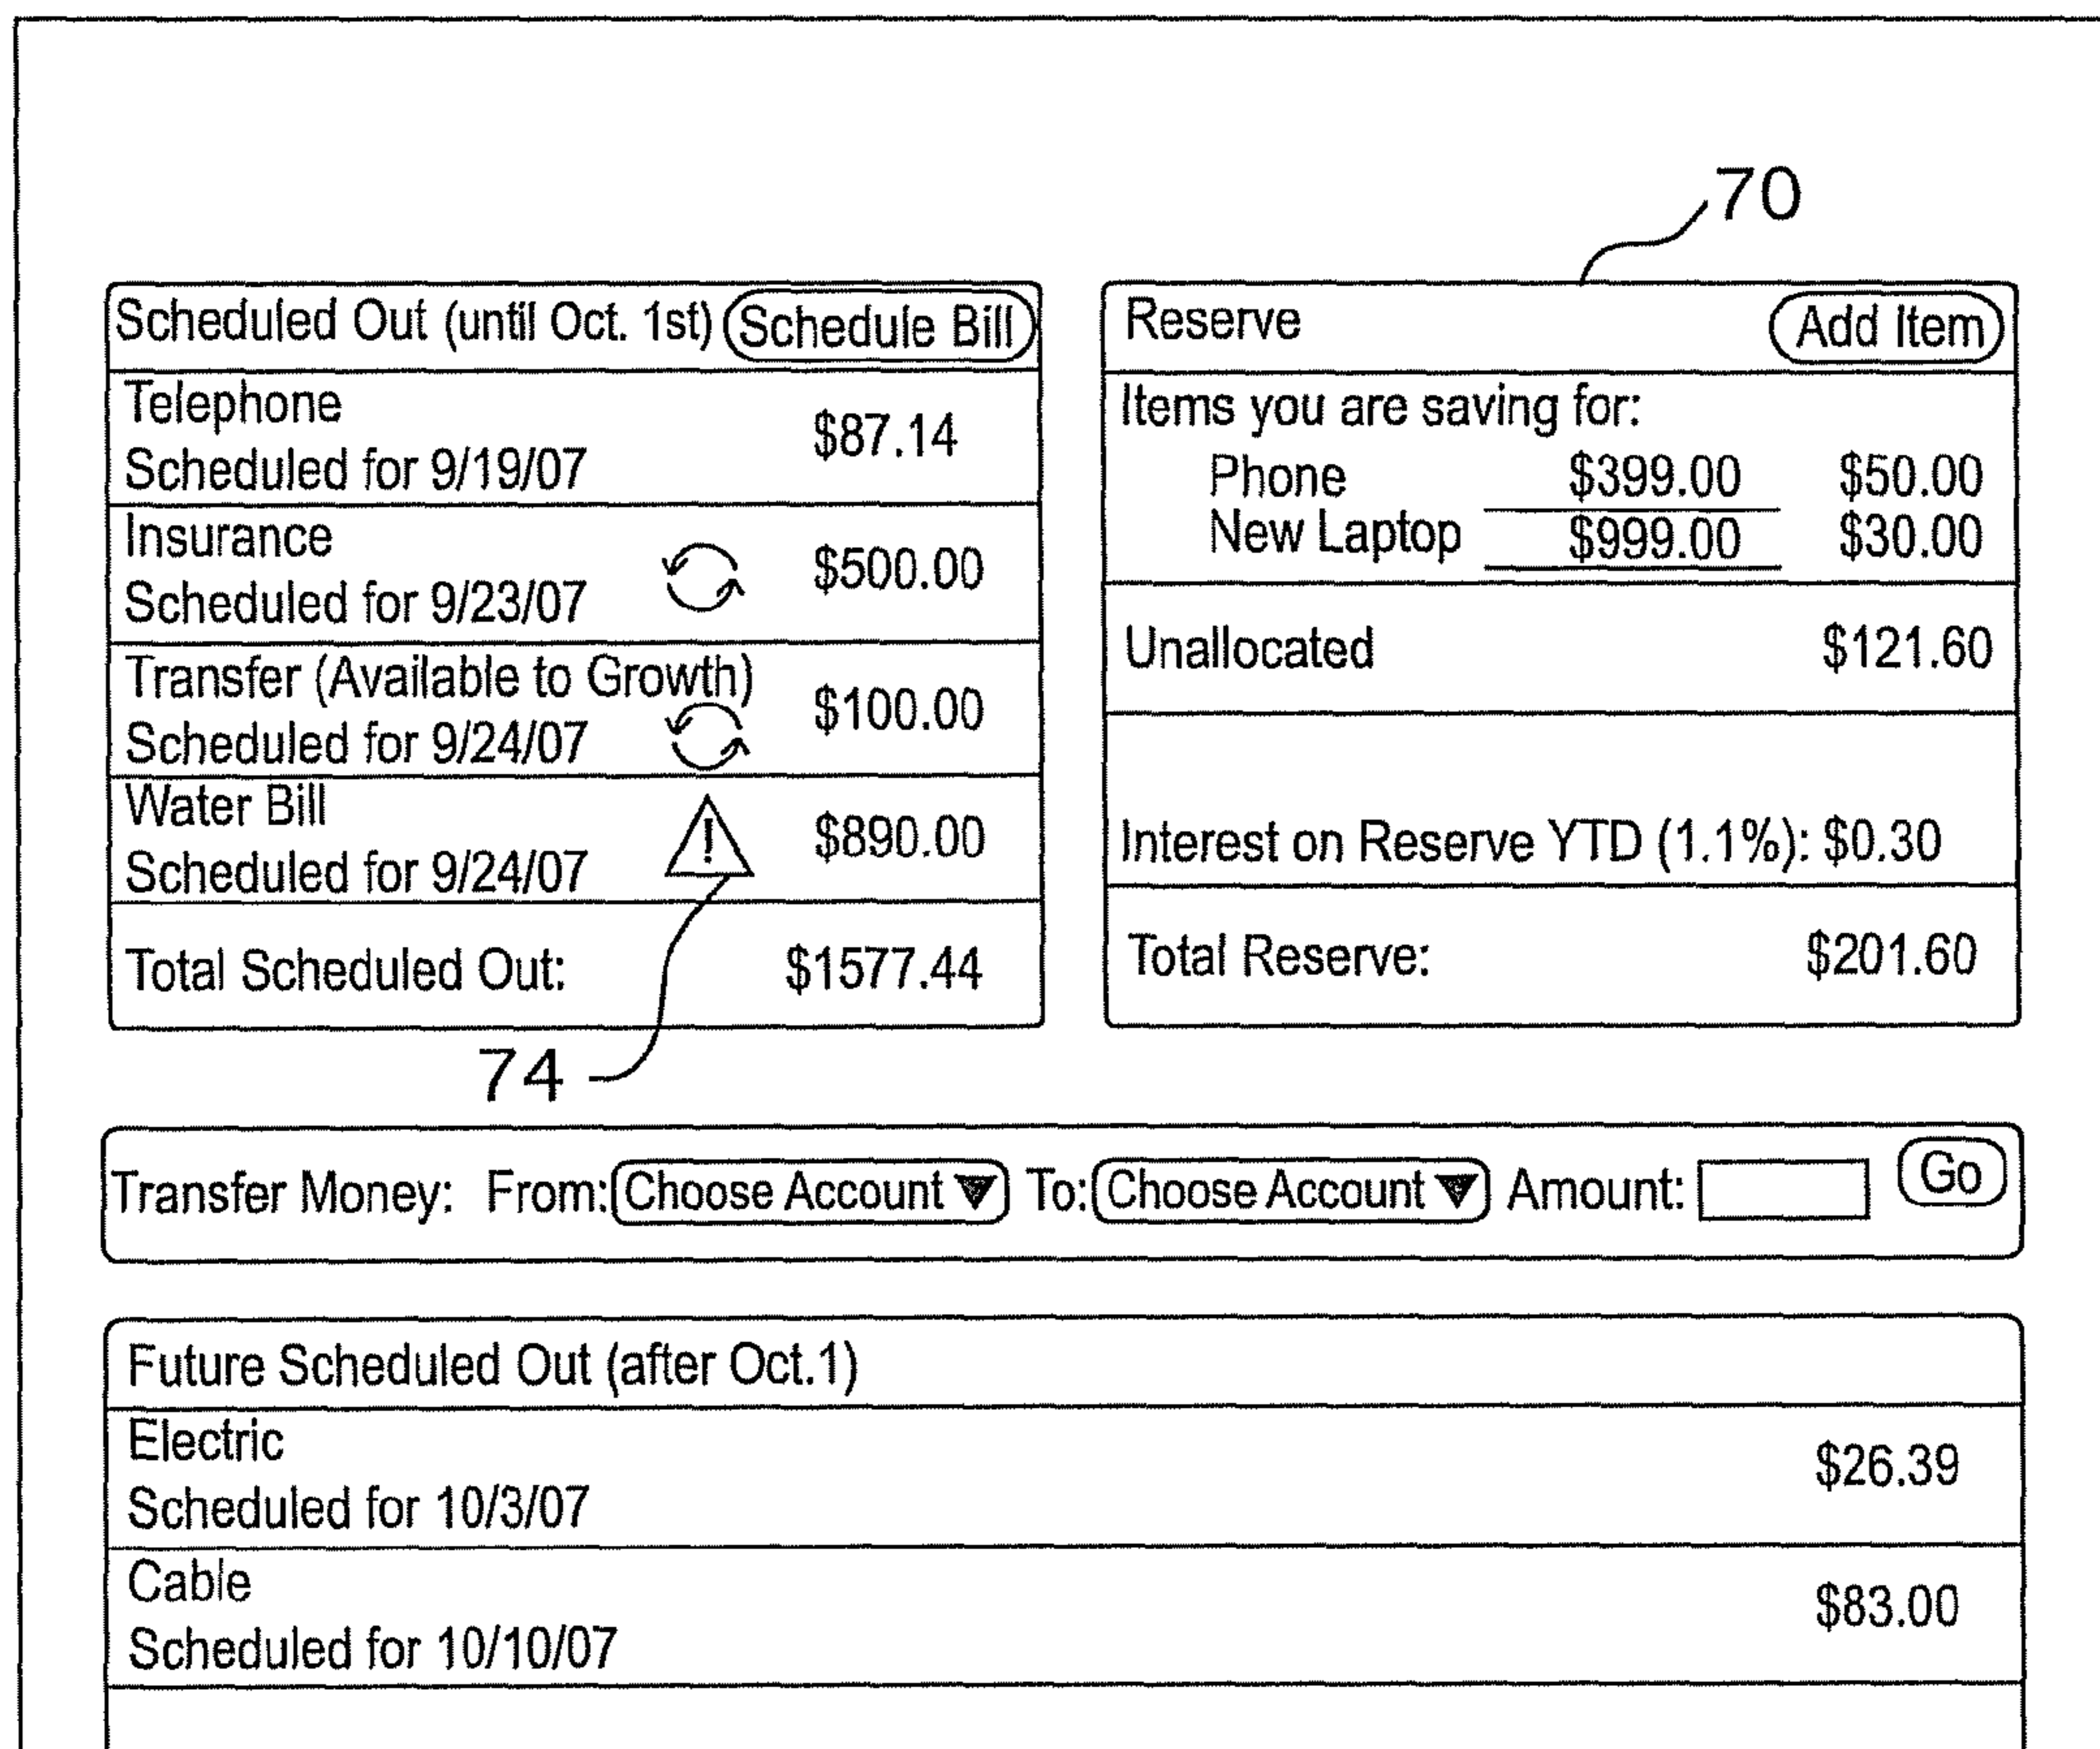 70
Scheduled Out (until Oct. 1st) Schedule Bill
Telephone
Scheduled for 9/19/07 $87.14
Insurance
Scheduled for 9/23/07 $500.00
Transfer (Available to Growth)
Scheduled for 9/24/07 $100.00
Water Bill
Scheduled for 9/24/07 ! $890.00
Total Scheduled Out: $1577.44
74
Reserve Add Item
Items you are saving for:
Phone $399.00 $50.00
New Laptop $999.00 $30.00
Unallocated $121.60
Interest on Reserve YTD (1.1%): $0.30
Total Reserve: $201.60
Transfer Money: From: Choose Account To: Choose Account Amount: Go
Future Scheduled Out (after Oct.1)
Electric
Scheduled for 10/3/07 $26.39
Cable
Scheduled for 10/10/07 $83.00